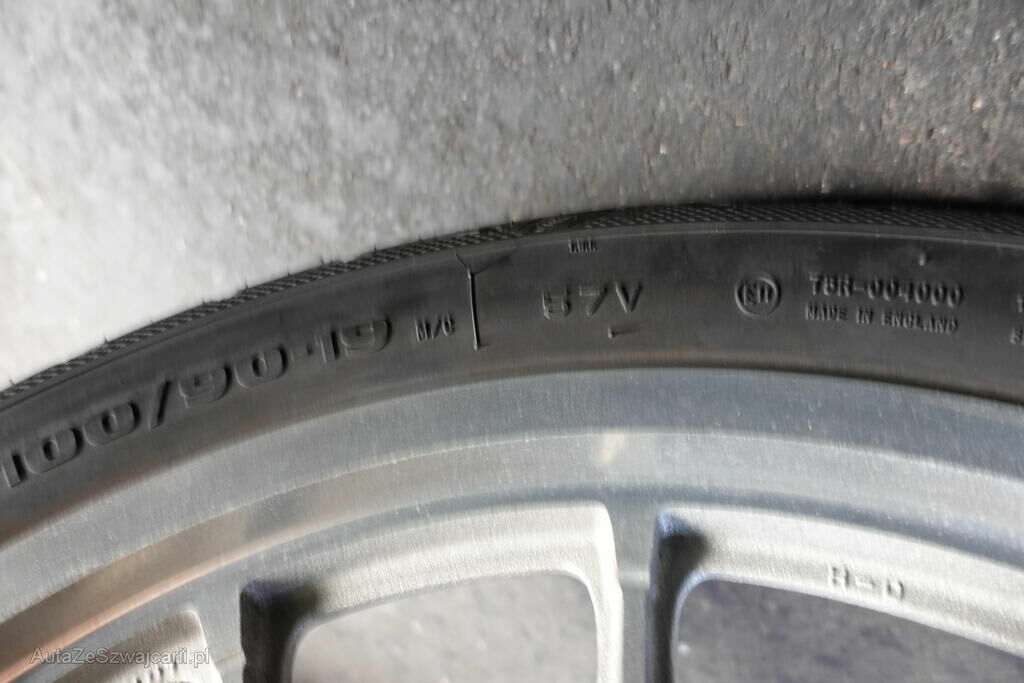 100/90-19 M/C 57V
E11 75R-004000
MADE IN ENGLAND
AutaZeSzwajcarii.pl